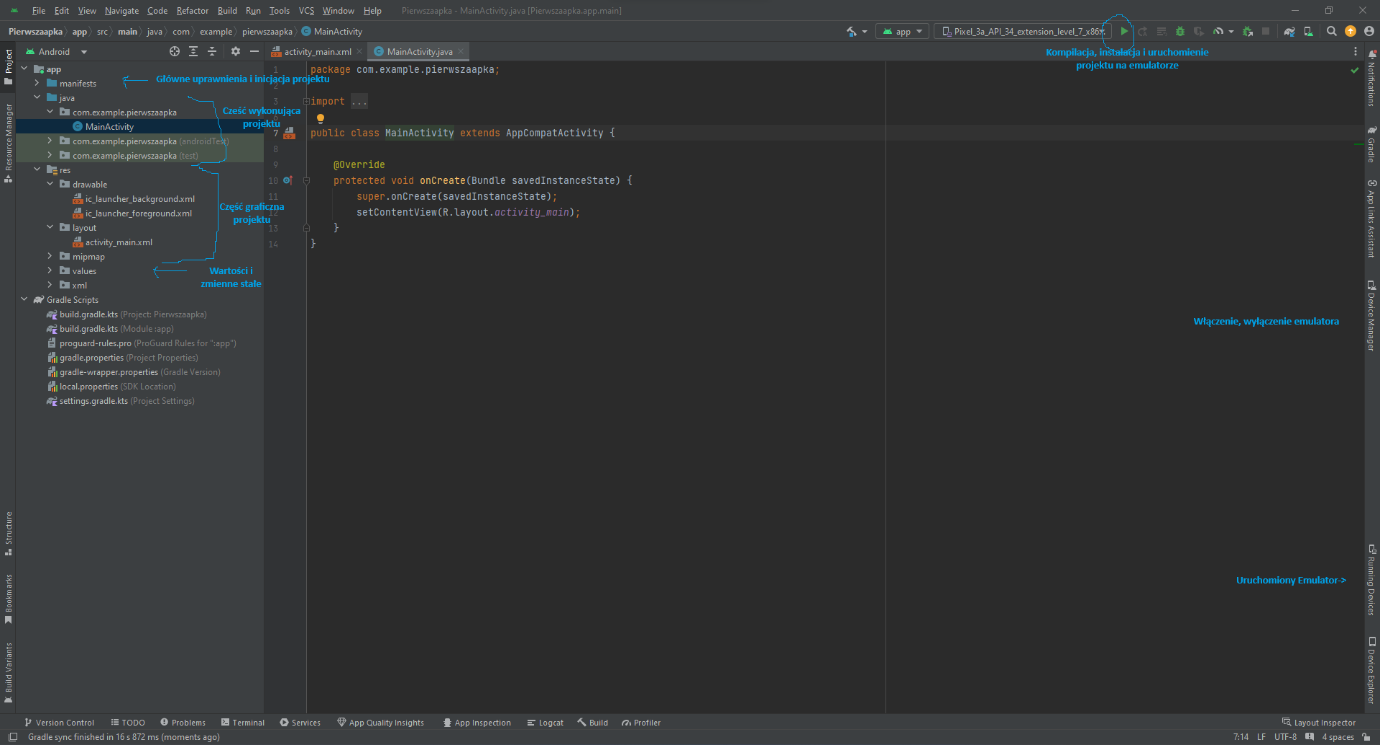 File Edit View Navigate Code Refactor Build Run Tools VCS Window Help Pierwszaapka - MainActivity.java [Pierwszaapka.app.main]
Pierwszaapka app src main java com example pierwszaapka MainActivity
app Pixel_3a_API_34_extension_level_7_x86
Kompilacja, instalacja i uruchomienie
projektu na emulatorze
Android
activity_main.xml MainActivity.java
Project
Resource Manager
Structure
Bookmarks
Build Variants
app
manifests
Główne uprawnienia i inicjacja projektu
java
com.example.pierwszaapka
Cześć wykonująca
projektu
MainActivity
com.example.pierwszaapka (androidTest)
com.example.pierwszaapka (test)
res
drawable
ic_launcher_background.xml
ic_launcher_foreground.xml
Część graficzna
projektu
layout
activity_main.xml
mipmap
values
Wartości i
zmienne stale
xml
Gradle Scripts
build.gradle.kts (Project: Pierwszaapka)
build.gradle.kts (Module :app)
proguard-rules.pro (ProGuard Rules for ":app")
gradle.properties (Project Properties)
gradle-wrapper.properties (Gradle Version)
local.properties (SDK Location)
settings.gradle.kts (Project Settings)
1 package com.example.pierwszaapka;
2
3 import ...
7 public class MainActivity extends AppCompatActivity {
8
9 @Override
10 protected void onCreate(Bundle savedInstanceState) {
11 super.onCreate(savedInstanceState);
12 setContentView(R.layout.activity_main);
13 }
14 }
Włączenie, wyłączenie emulatora
Uruchomiony Emulator->
Notifications
Gradle
App Links Assistant
Device Manager
Running Devices
Device Explorer
Version Control TODO Problems Terminal Services App Quality Insights App Inspection Logcat Build Profiler Layout Inspector
Gradle sync finished in 16 s 872 ms (moments ago) 7:14 LF UTF-8 4 spaces